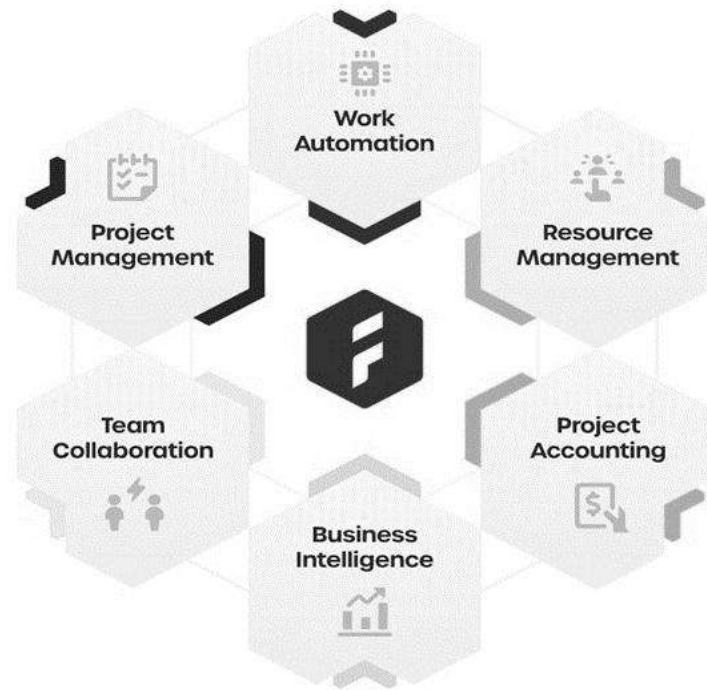 Work
Automation
Project
Management
Resource
Management
Team
Collaboration
Project
Accounting
Business
Intelligence